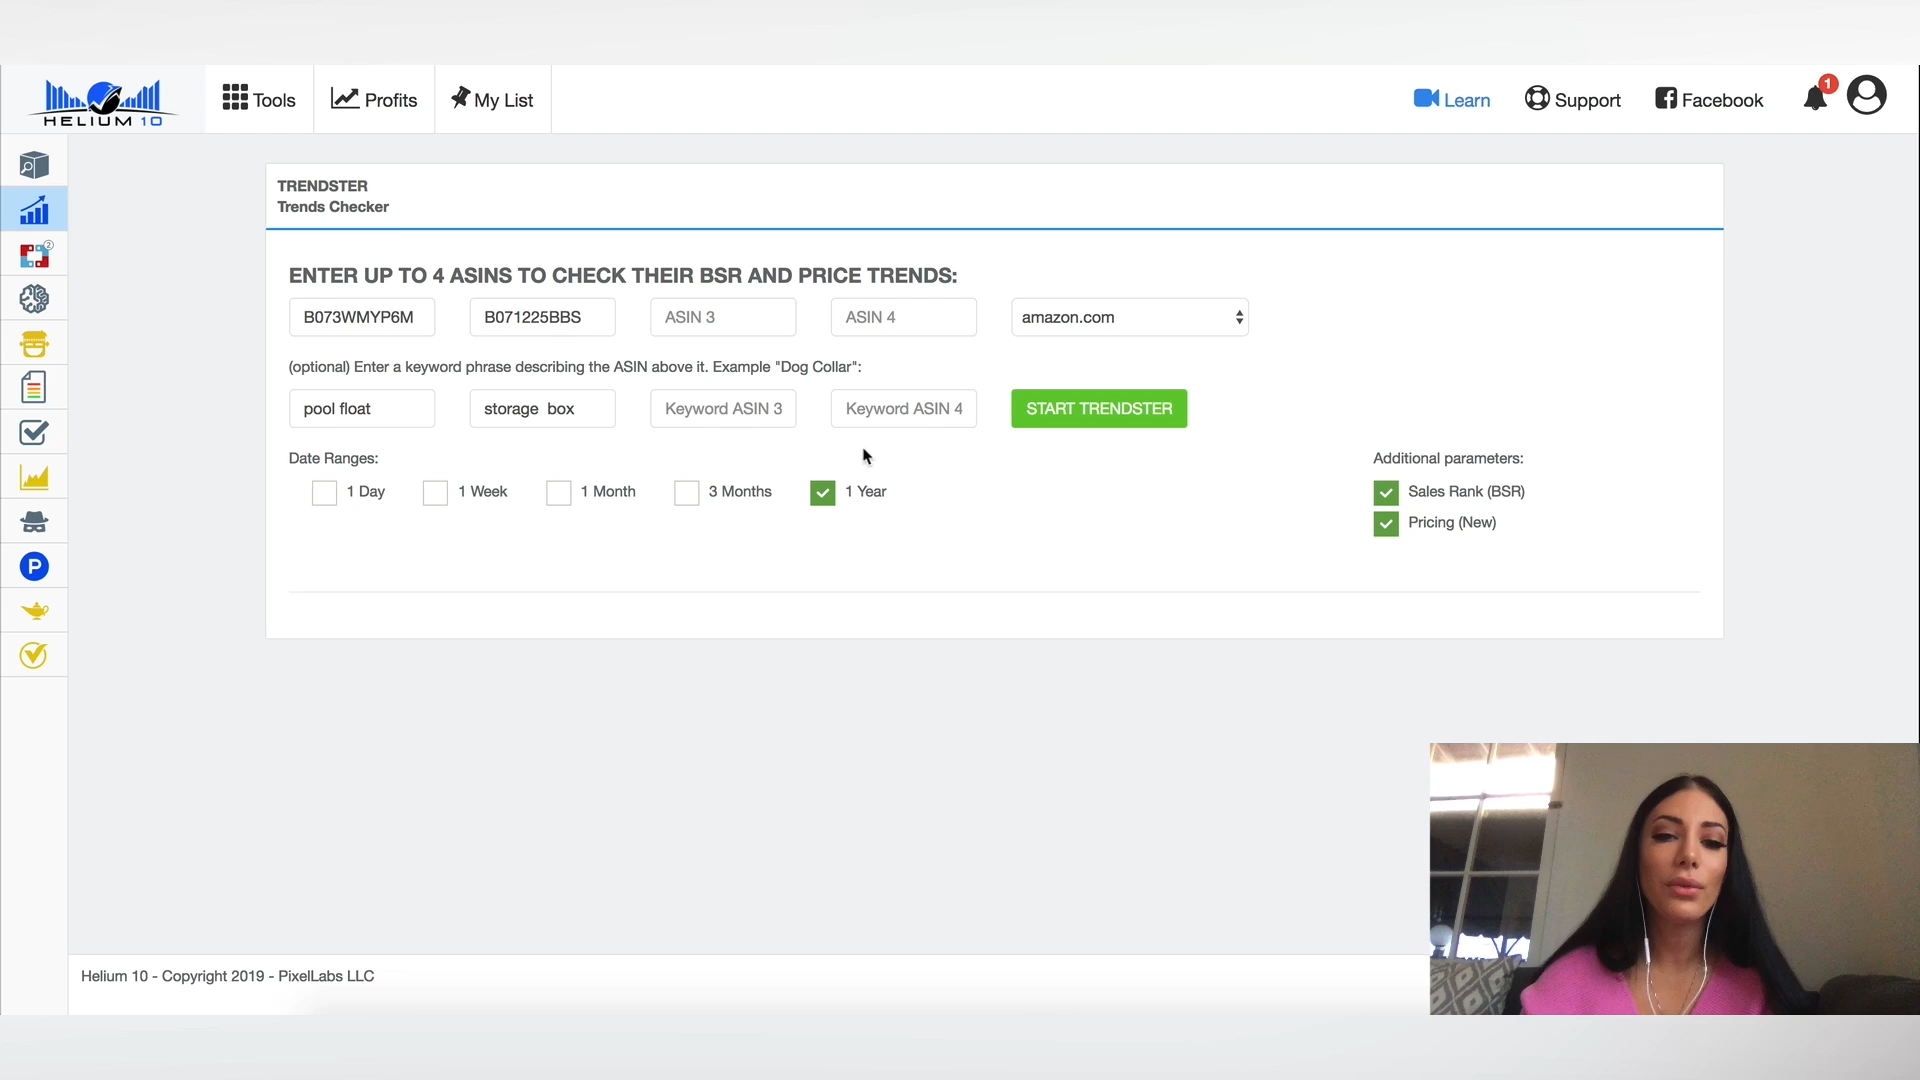 HELIUM 10
Tools
Profits
My List
Learn
Support
Facebook
1
2
P
TRENDSTER
Trends Checker
ENTER UP TO 4 ASINS TO CHECK THEIR BSR AND PRICE TRENDS:
B073WMYP6M
B071225BBS
ASIN 3
ASIN 4
amazon.com
(optional) Enter a keyword phrase describing the ASIN above it. Example "Dog Collar":
pool float
storage box
Keyword ASIN 3
Keyword ASIN 4
START TRENDSTER
Date Ranges:
1 Day
1 Week
1 Month
3 Months
1 Year
Additional parameters:
Sales Rank (BSR)
Pricing (New)
Helium 10 - Copyright 2019 - PixelLabs LLC